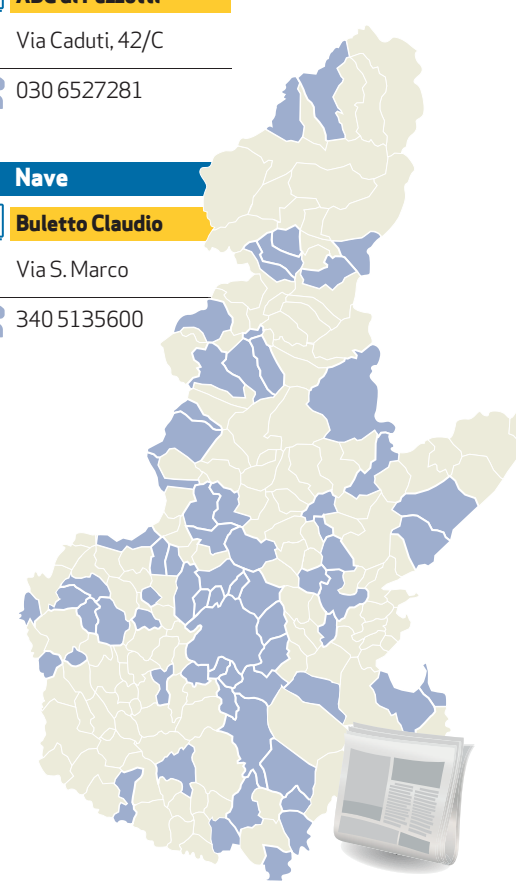 Via Caduti, 42/C
030 6527281
Nave
Buletto Claudio
Via S. Marco
340 5135600